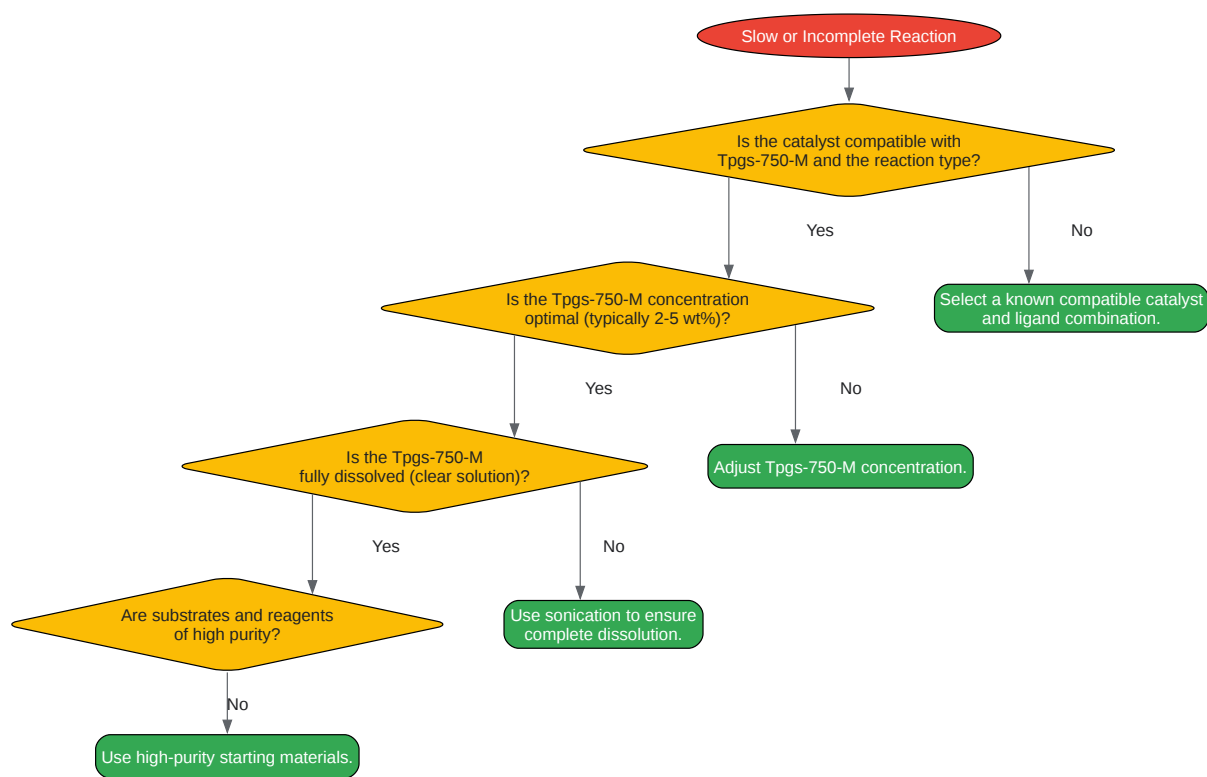 Slow or Incomplete Reaction
Is the catalyst compatible with
Tpgs-750-M and the reaction type?
Yes
No
Is the Tpgs-750-M concentration
optimal (typically 2-5 wt%)?
Select a known compatible catalyst
and ligand combination.
Yes
No
Is the Tpgs-750-M
fully dissolved (clear solution)?
Adjust Tpgs-750-M concentration.
Yes
No
Are substrates and reagents
of high purity?
Use sonication to ensure
complete dissolution.
No
Use high-purity starting materials.